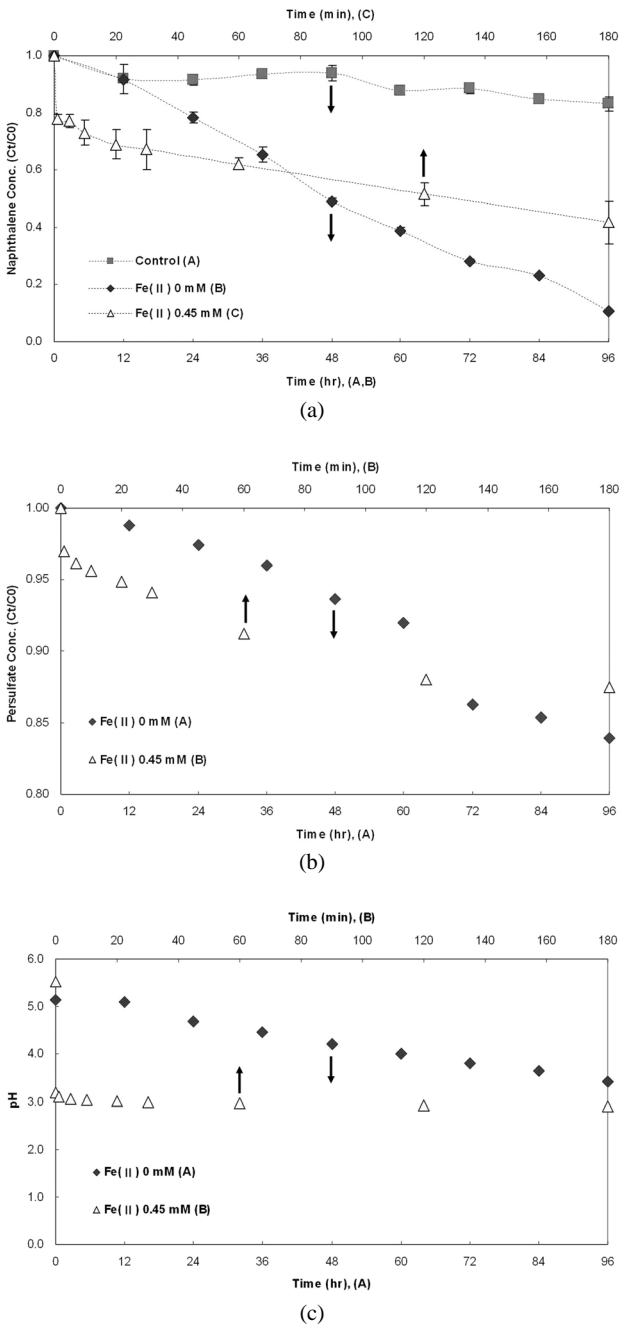 Time (min), (C)
0 20 40 60 80 100 120 140 160 180
1.0
0.8
0.6
0.4
0.2
0.0
Naphthalene Conc. (Ct/C0)
Control (A)
Fe(II) 0 mM (B)
Fe(II) 0.45 mM (C)
0 12 24 36 48 60 72 84 96
Time (hr), (A,B)
(a)
Time (min), (B)
0 20 40 60 80 100 120 140 160 180
1.00
0.95
0.90
0.85
0.80
Persulfate Conc. (Ct/C0)
Fe(II) 0 mM (A)
Fe(II) 0.45 mM (B)
0 12 24 36 48 60 72 84 96
Time (hr), (A)
(b)
Time (min), (B)
0 20 40 60 80 100 120 140 160 180
6.0
5.0
4.0
3.0
2.0
1.0
0.0
pH
Fe(II) 0 mM (A)
Fe(II) 0.45 mM (B)
0 12 24 36 48 60 72 84 96
Time (hr), (A)
(c)